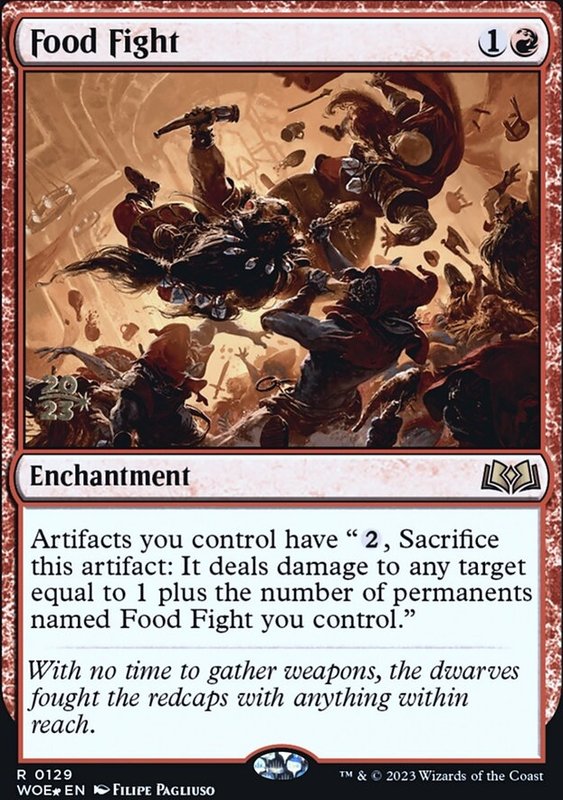 Food Fight 1
20
23
Enchantment
Artifacts you control have “2, Sacrifice
this artifact: It deals damage to any target
equal to 1 plus the number of permanents
named Food Fight you control.”
With no time to gather weapons, the dwarves
fought the redcaps with anything within
reach.
R 0129
WOE★EN Filipe Pagliuso
™ & © 2023 Wizards of the Coast